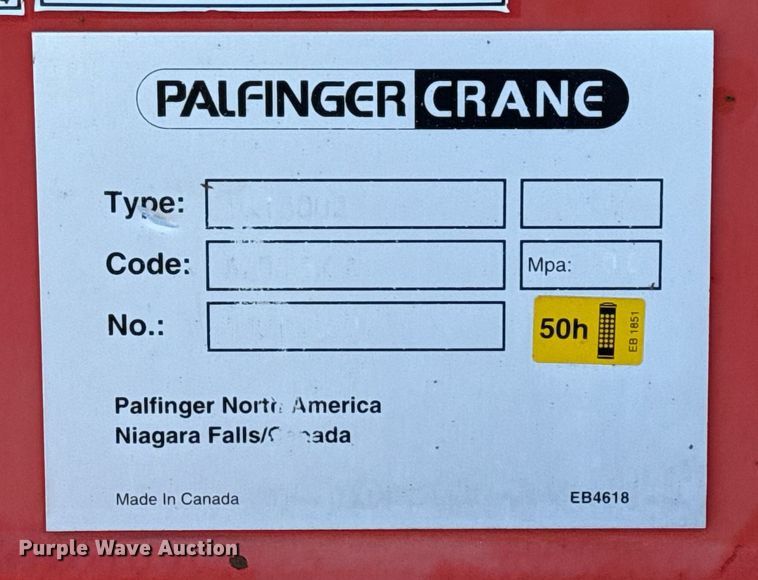 PALFINGER CRANE
Type:
Code:
Mpa:
No.:
50h
EB 1851
Palfinger North America
Niagara Falls/Canada
Made In Canada
EB4618
Purple Wave Auction